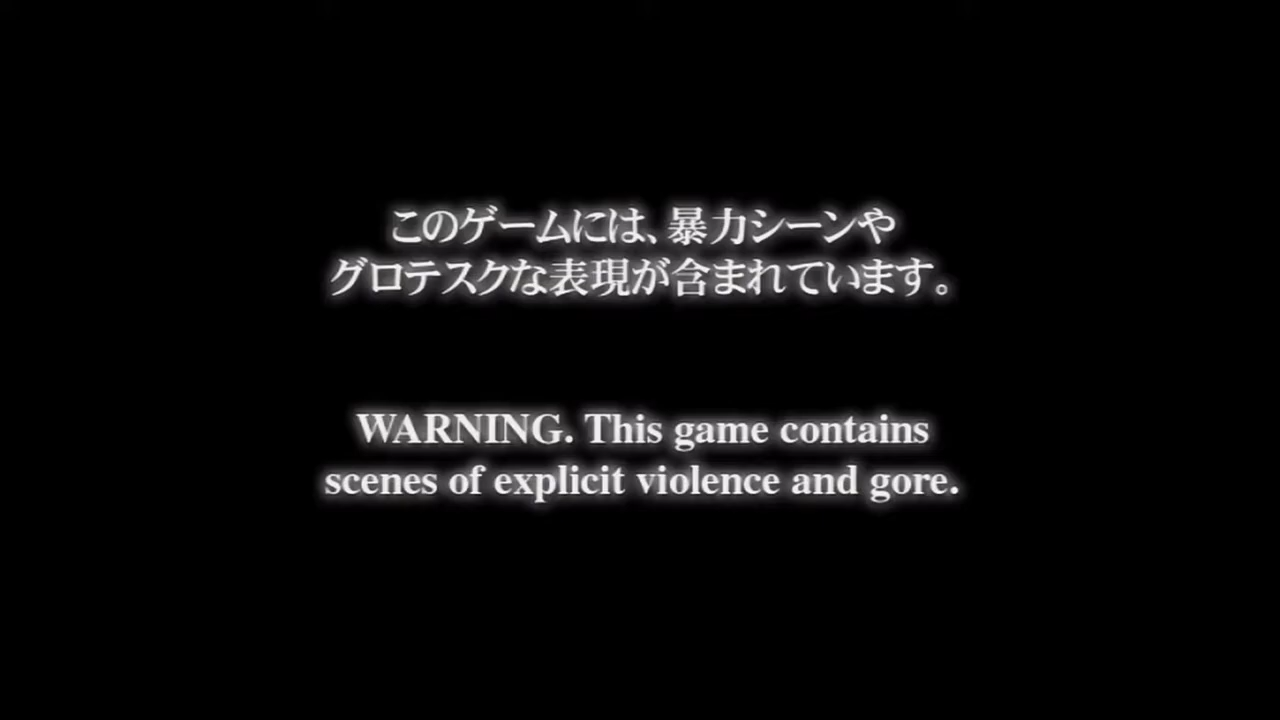 このゲームには、暴力シーンや
グロテスクな表現が含まれています。
WARNING. This game contains
scenes of explicit violence and gore.